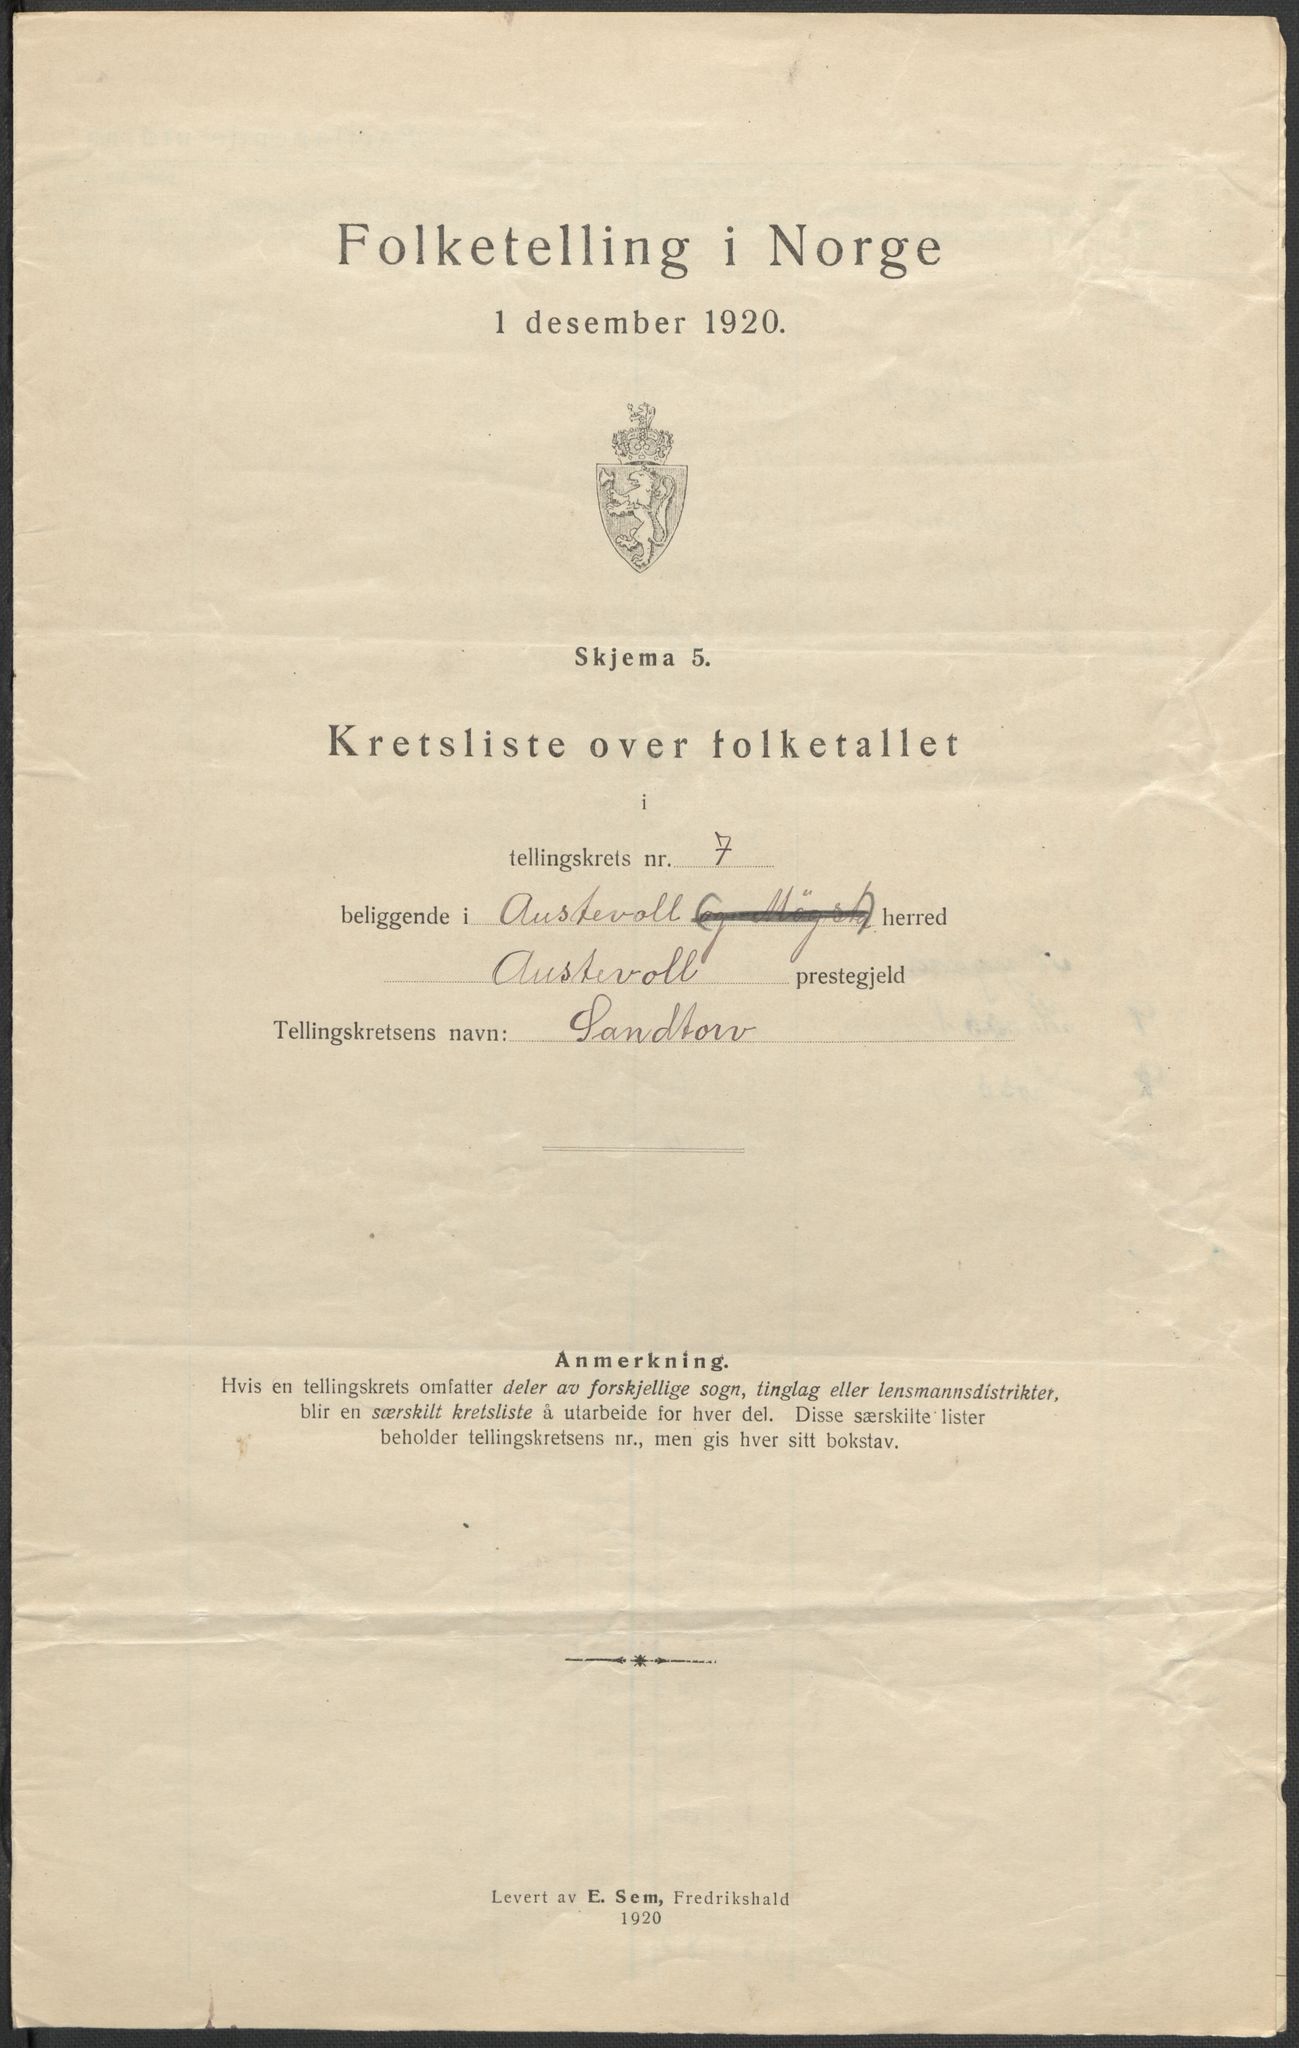 Folketelling i Norge
1 desember 1920.
Skjema 5.
Kretsliste over folketallet
i
tellingskrets nr. 7
beliggende i Austevoll (og Møgst) herred
Austevoll prestegjeld
Tellingskretsens navn: Sandtorv
Anmerkning.
Hvis en tellingskrets omfatter deler av forskjellige sogn, tinglag eller lensmannsdistrikter,
blir en særskilt kretsliste å utarbeide for hver del. Disse særskilte lister
beholder tellingskretsens nr., men gis hver sitt bokstav.
Levert av E. Sem, Fredrikshald
1920